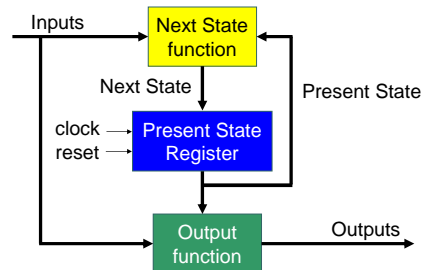 Inputs
Next State
function
Next State
Present State
clock
reset
Present State
Register
Output
function
Outputs